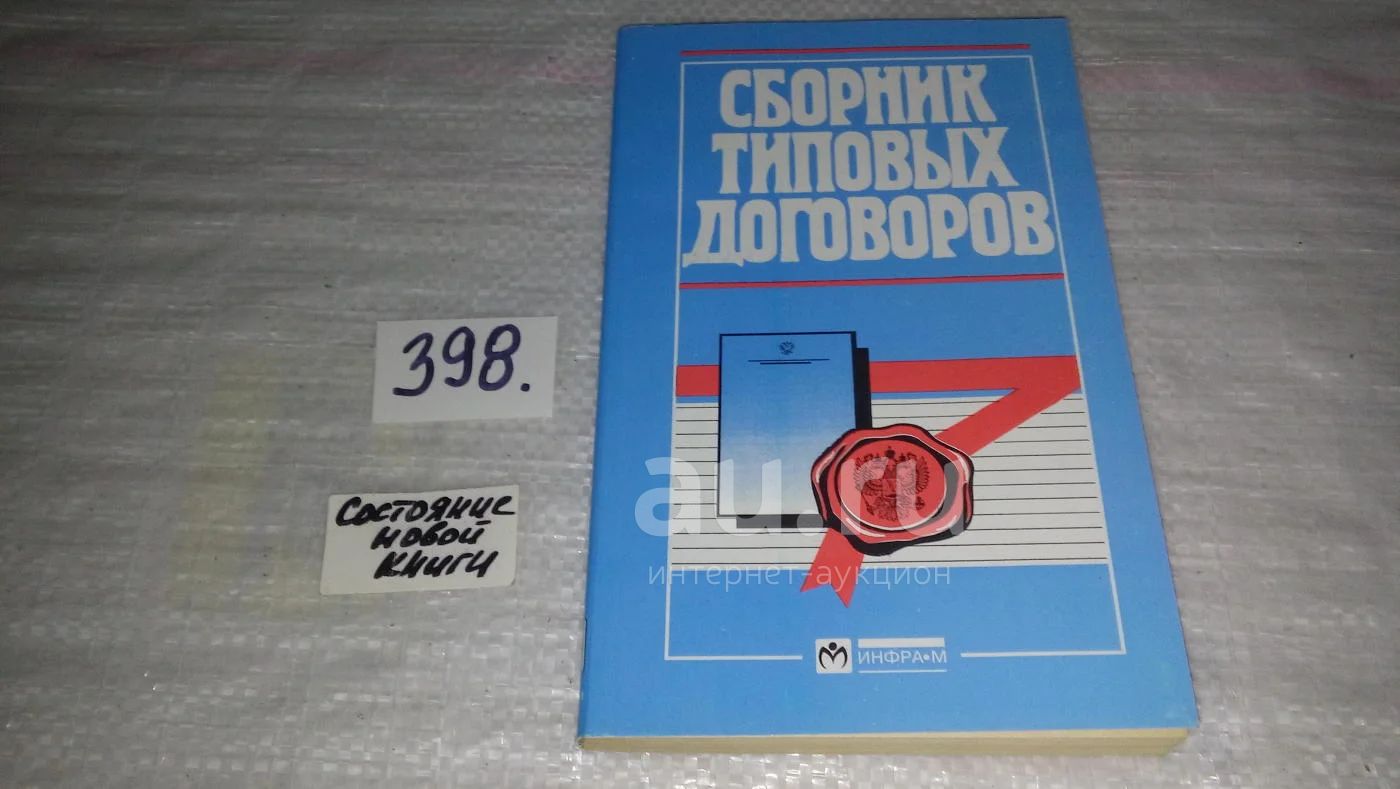 СБОРНИК
ТИПОВЫХ
ДОГОВОРОВ
398.
Состояние
новой
книги
au.ru
интернет-аукцион
ИНФРА•М